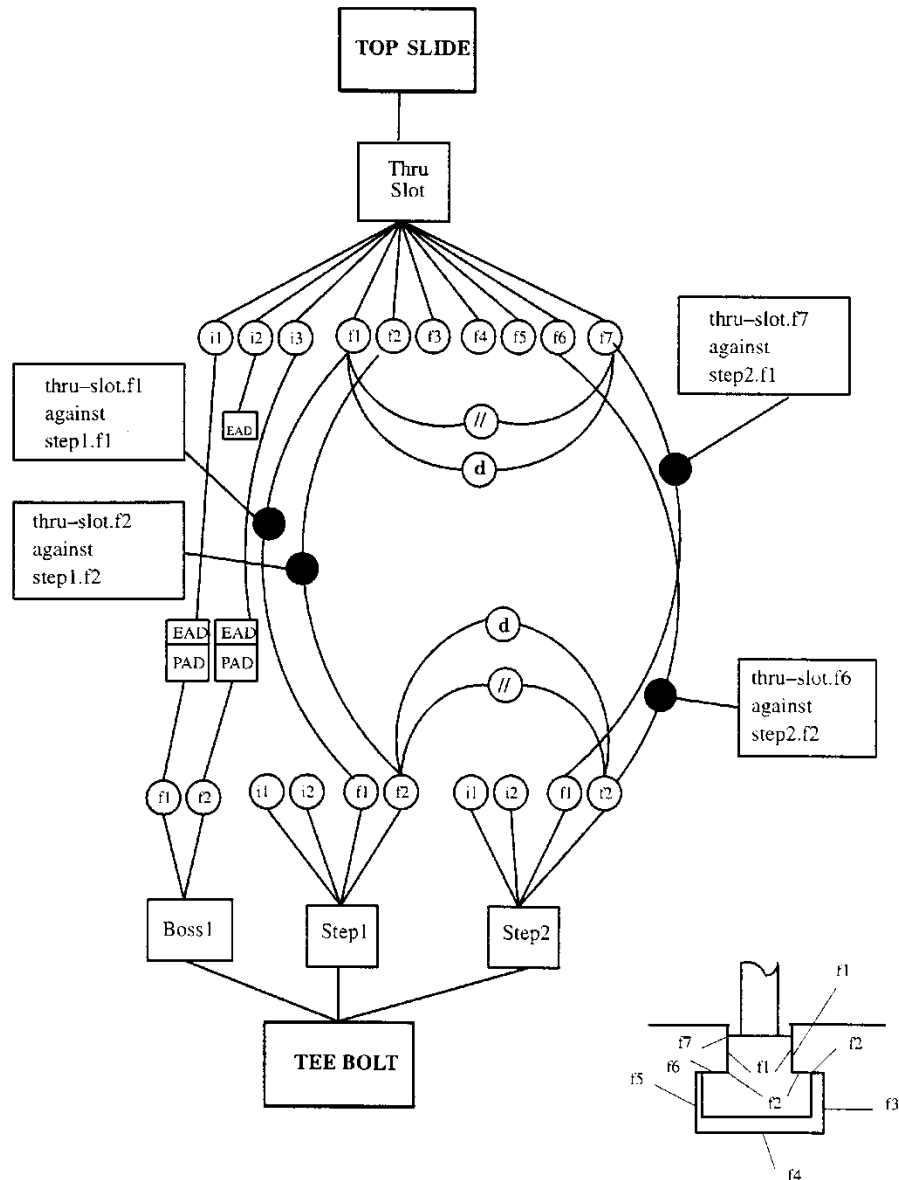 TOP SLIDE
Thru
Slot
i1 i2 i3 f1 f2 f3 f4 f5 f6 f7
thru–slot.f7
against
step2.f1
thru–slot.f1
against
step1.f1
EAD
//
d
thru–slot.f2
against
step1.f2
EAD EAD
PAD PAD
d
//
thru–slot.f6
against
step2.f2
f1 f2 i1 i2 f1 f2 i1 i2 f1 f2
Boss1 Step1 Step2
TEE BOLT
f1
f7 f2
f6 f1
f5 f2 f3
f4